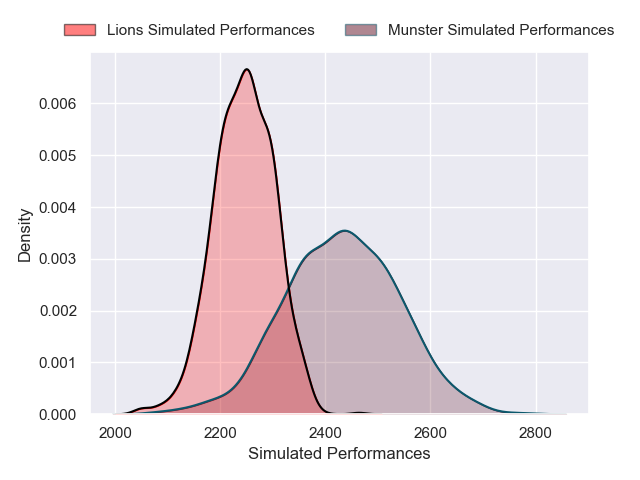 Lions Simulated Performances Munster Simulated Performances
0.006
0.005
0.004
0.003
0.002
0.001
0.000
Density
2000 2200 2400 2600 2800
Simulated Performances